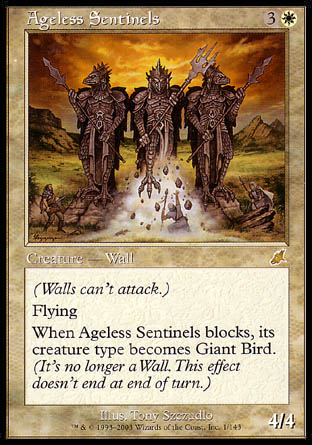 Ageless Sentinels 3
Creature — Wall
(Walls can't attack.)
Flying
When Ageless Sentinels blocks, its
creature type becomes Giant Bird.
(It's no longer a Wall. This effect
doesn't end at end of turn.)
Illus. Tony Szczudlo
™ & © 1993–2003 Wizards of the Coast, Inc. 1/143
4/4